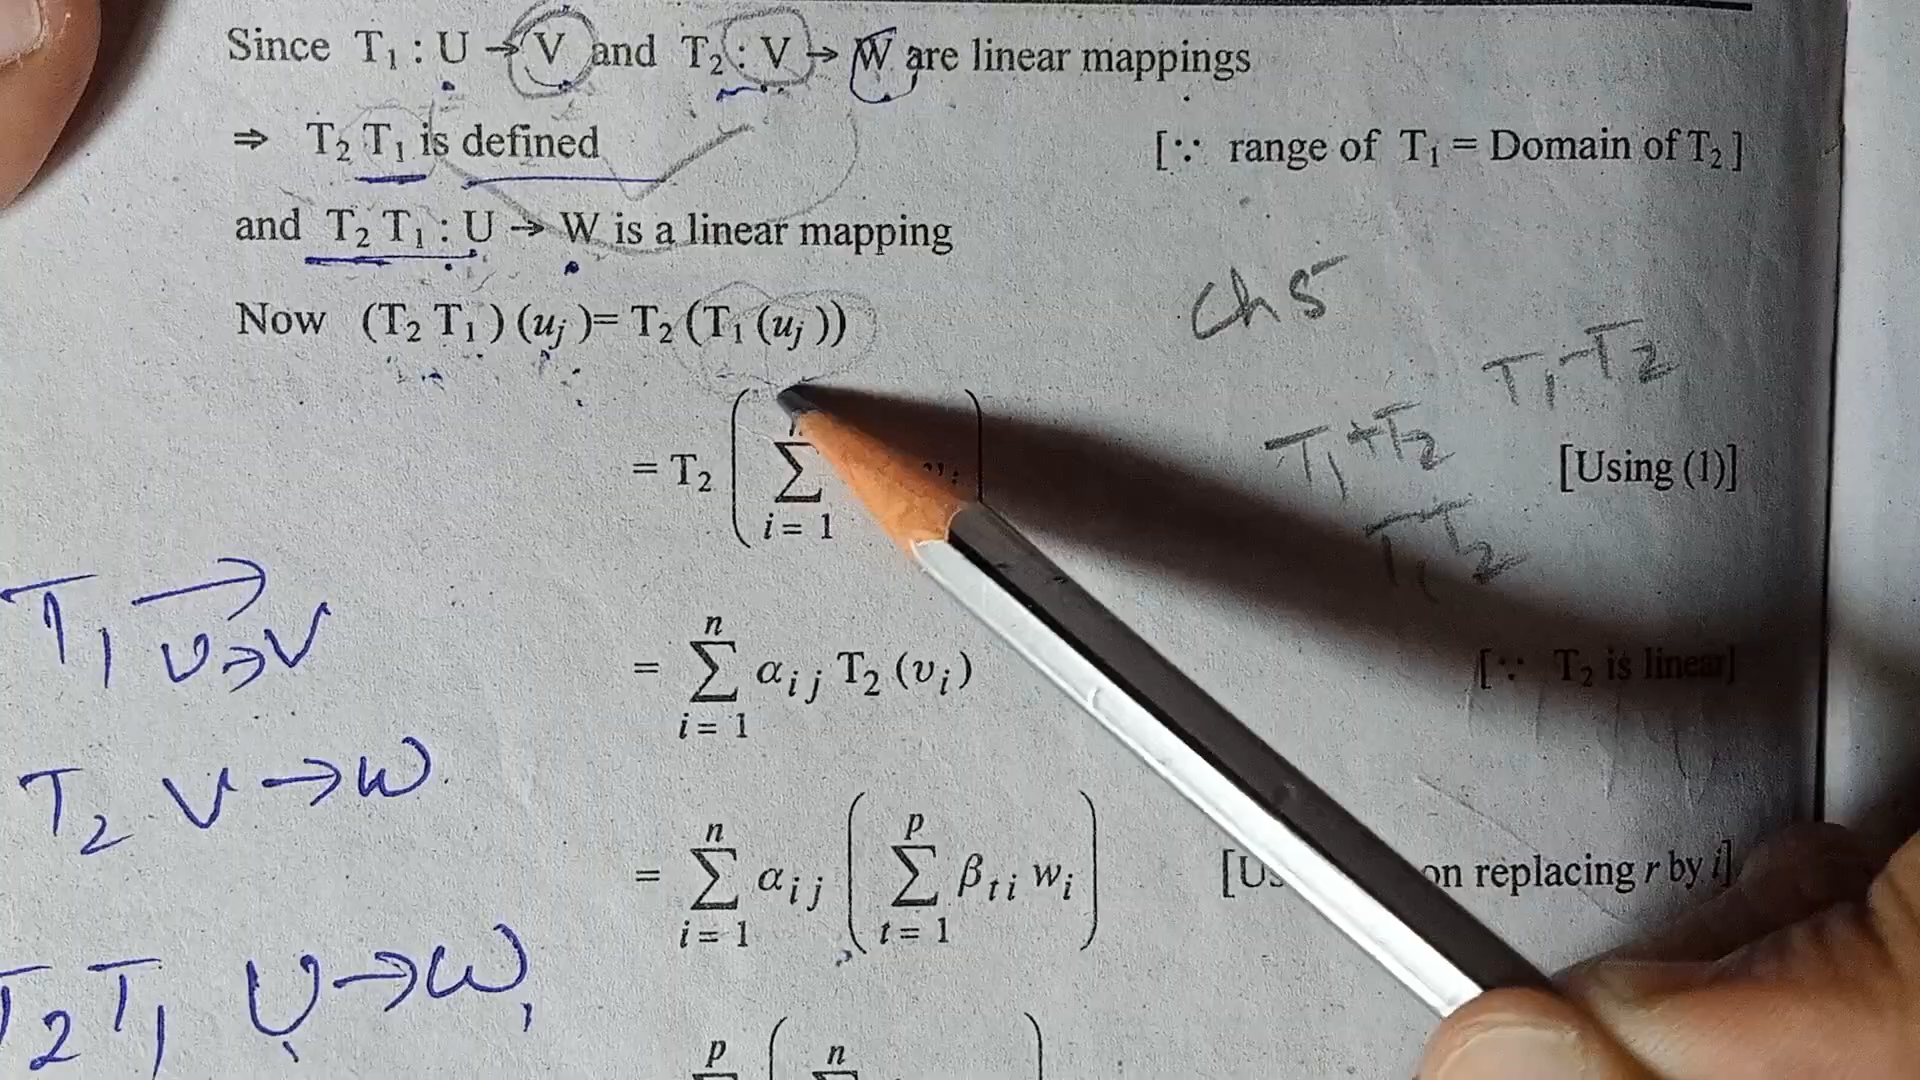 Since T₁ : U → V and T₂ : V → W are linear mappings
⇒ T₂ T₁ is defined [∵ range of T₁ = Domain of T₂ ]
and T₂ T₁ : U → W is a linear mapping
Ch 5
Now (T₂ T₁ ) (uⱼ )= T₂ (T₁ (uⱼ ))
T₁-T₂
T₁+T₂
= T₂ ( ∑ i = 1 ) [Using (1)]
T₁T₂
T₁ U→V
= ∑ⁿ i = 1 αᵢⱼ T₂ (vᵢ) [∵ T₂ is linear]
T₂ V→W
= ∑ⁿ i = 1 αᵢⱼ ( ∑ᵖ t = 1 βₜᵢ wᵢ ) on replacing r by i]
T₂ T₁ U→W
p n